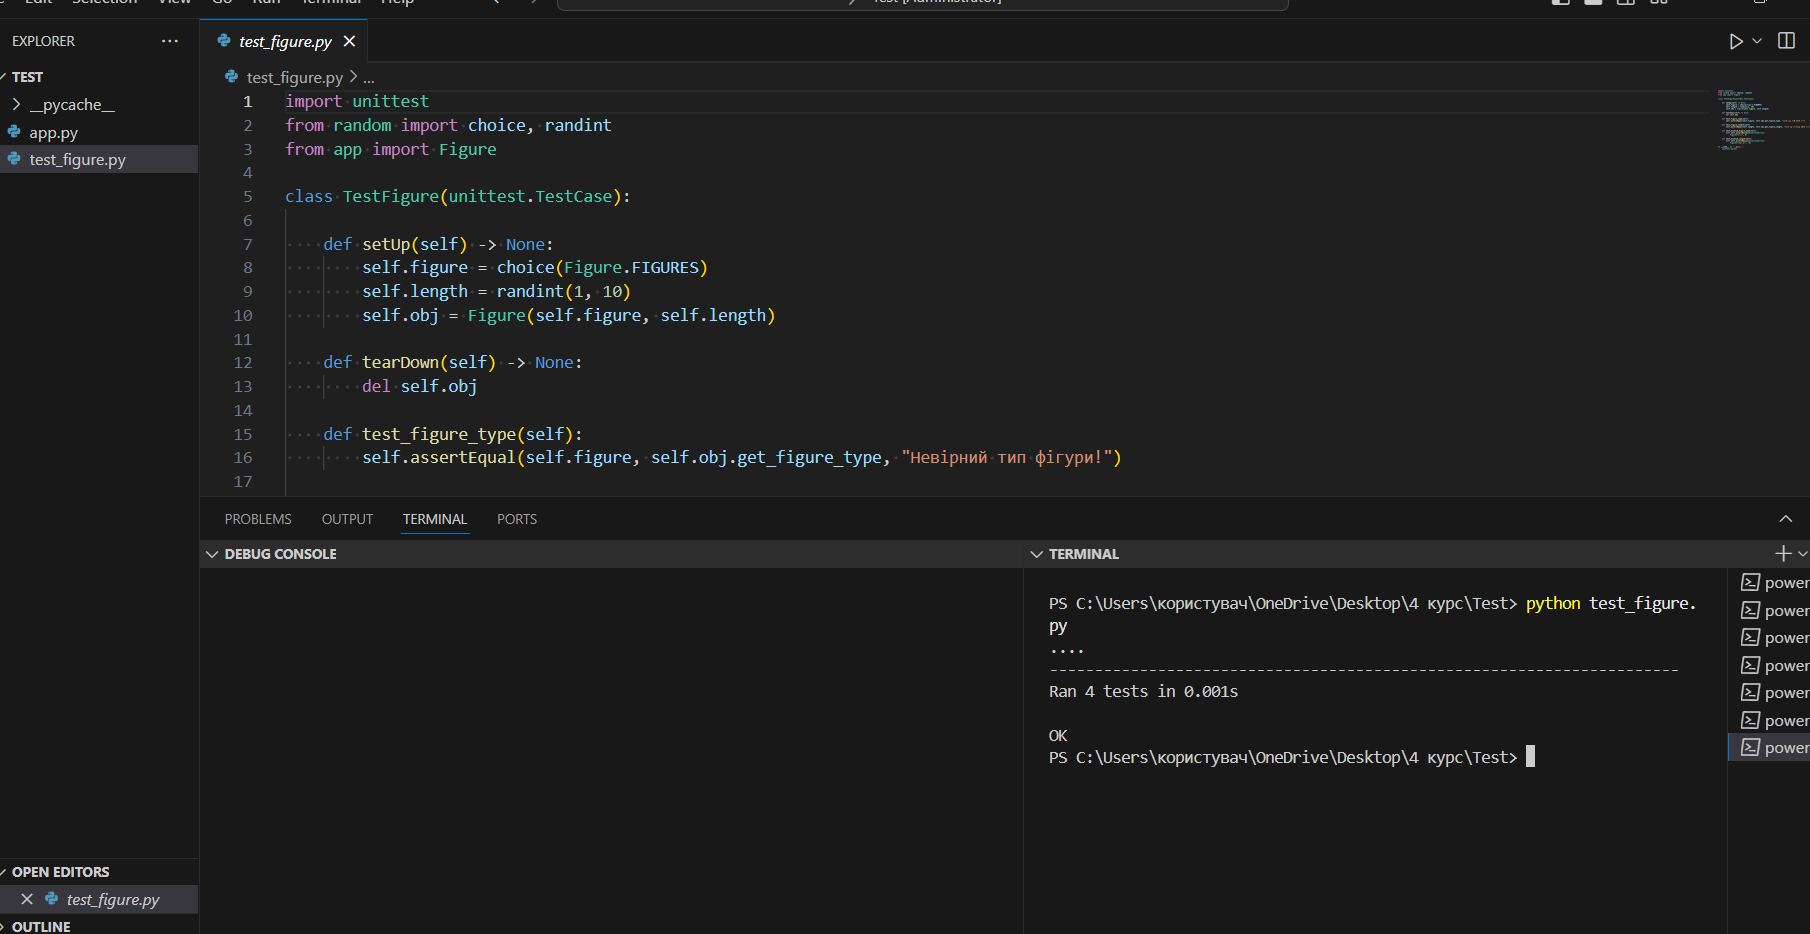 Edit Selection View Go Run Terminal Help
Test [Administrator]
EXPLORER
TEST
__pycache__
app.py
test_figure.py
test_figure.py
test_figure.py > ...
1 import unittest
2 from random import choice, randint
3 from app import Figure
4
5 class TestFigure(unittest.TestCase):
6
7 def setUp(self) -> None:
8 self.figure = choice(Figure.FIGURES)
9 self.length = randint(1, 10)
10 self.obj = Figure(self.figure, self.length)
11
12 def tearDown(self) -> None:
13 del self.obj
14
15 def test_figure_type(self):
16 self.assertEqual(self.figure, self.obj.get_figure_type, "Невірний тип фігури!")
17
PROBLEMS OUTPUT TERMINAL PORTS
DEBUG CONSOLE
TERMINAL
PS C:\Users\користувач\OneDrive\Desktop\4 курс\Test> python test_figure.
py
....
----------------------------------------------------------------------
Ran 4 tests in 0.001s
OK
PS C:\Users\користувач\OneDrive\Desktop\4 курс\Test>
power
power
power
power
power
power
power
OPEN EDITORS
test_figure.py
OUTLINE